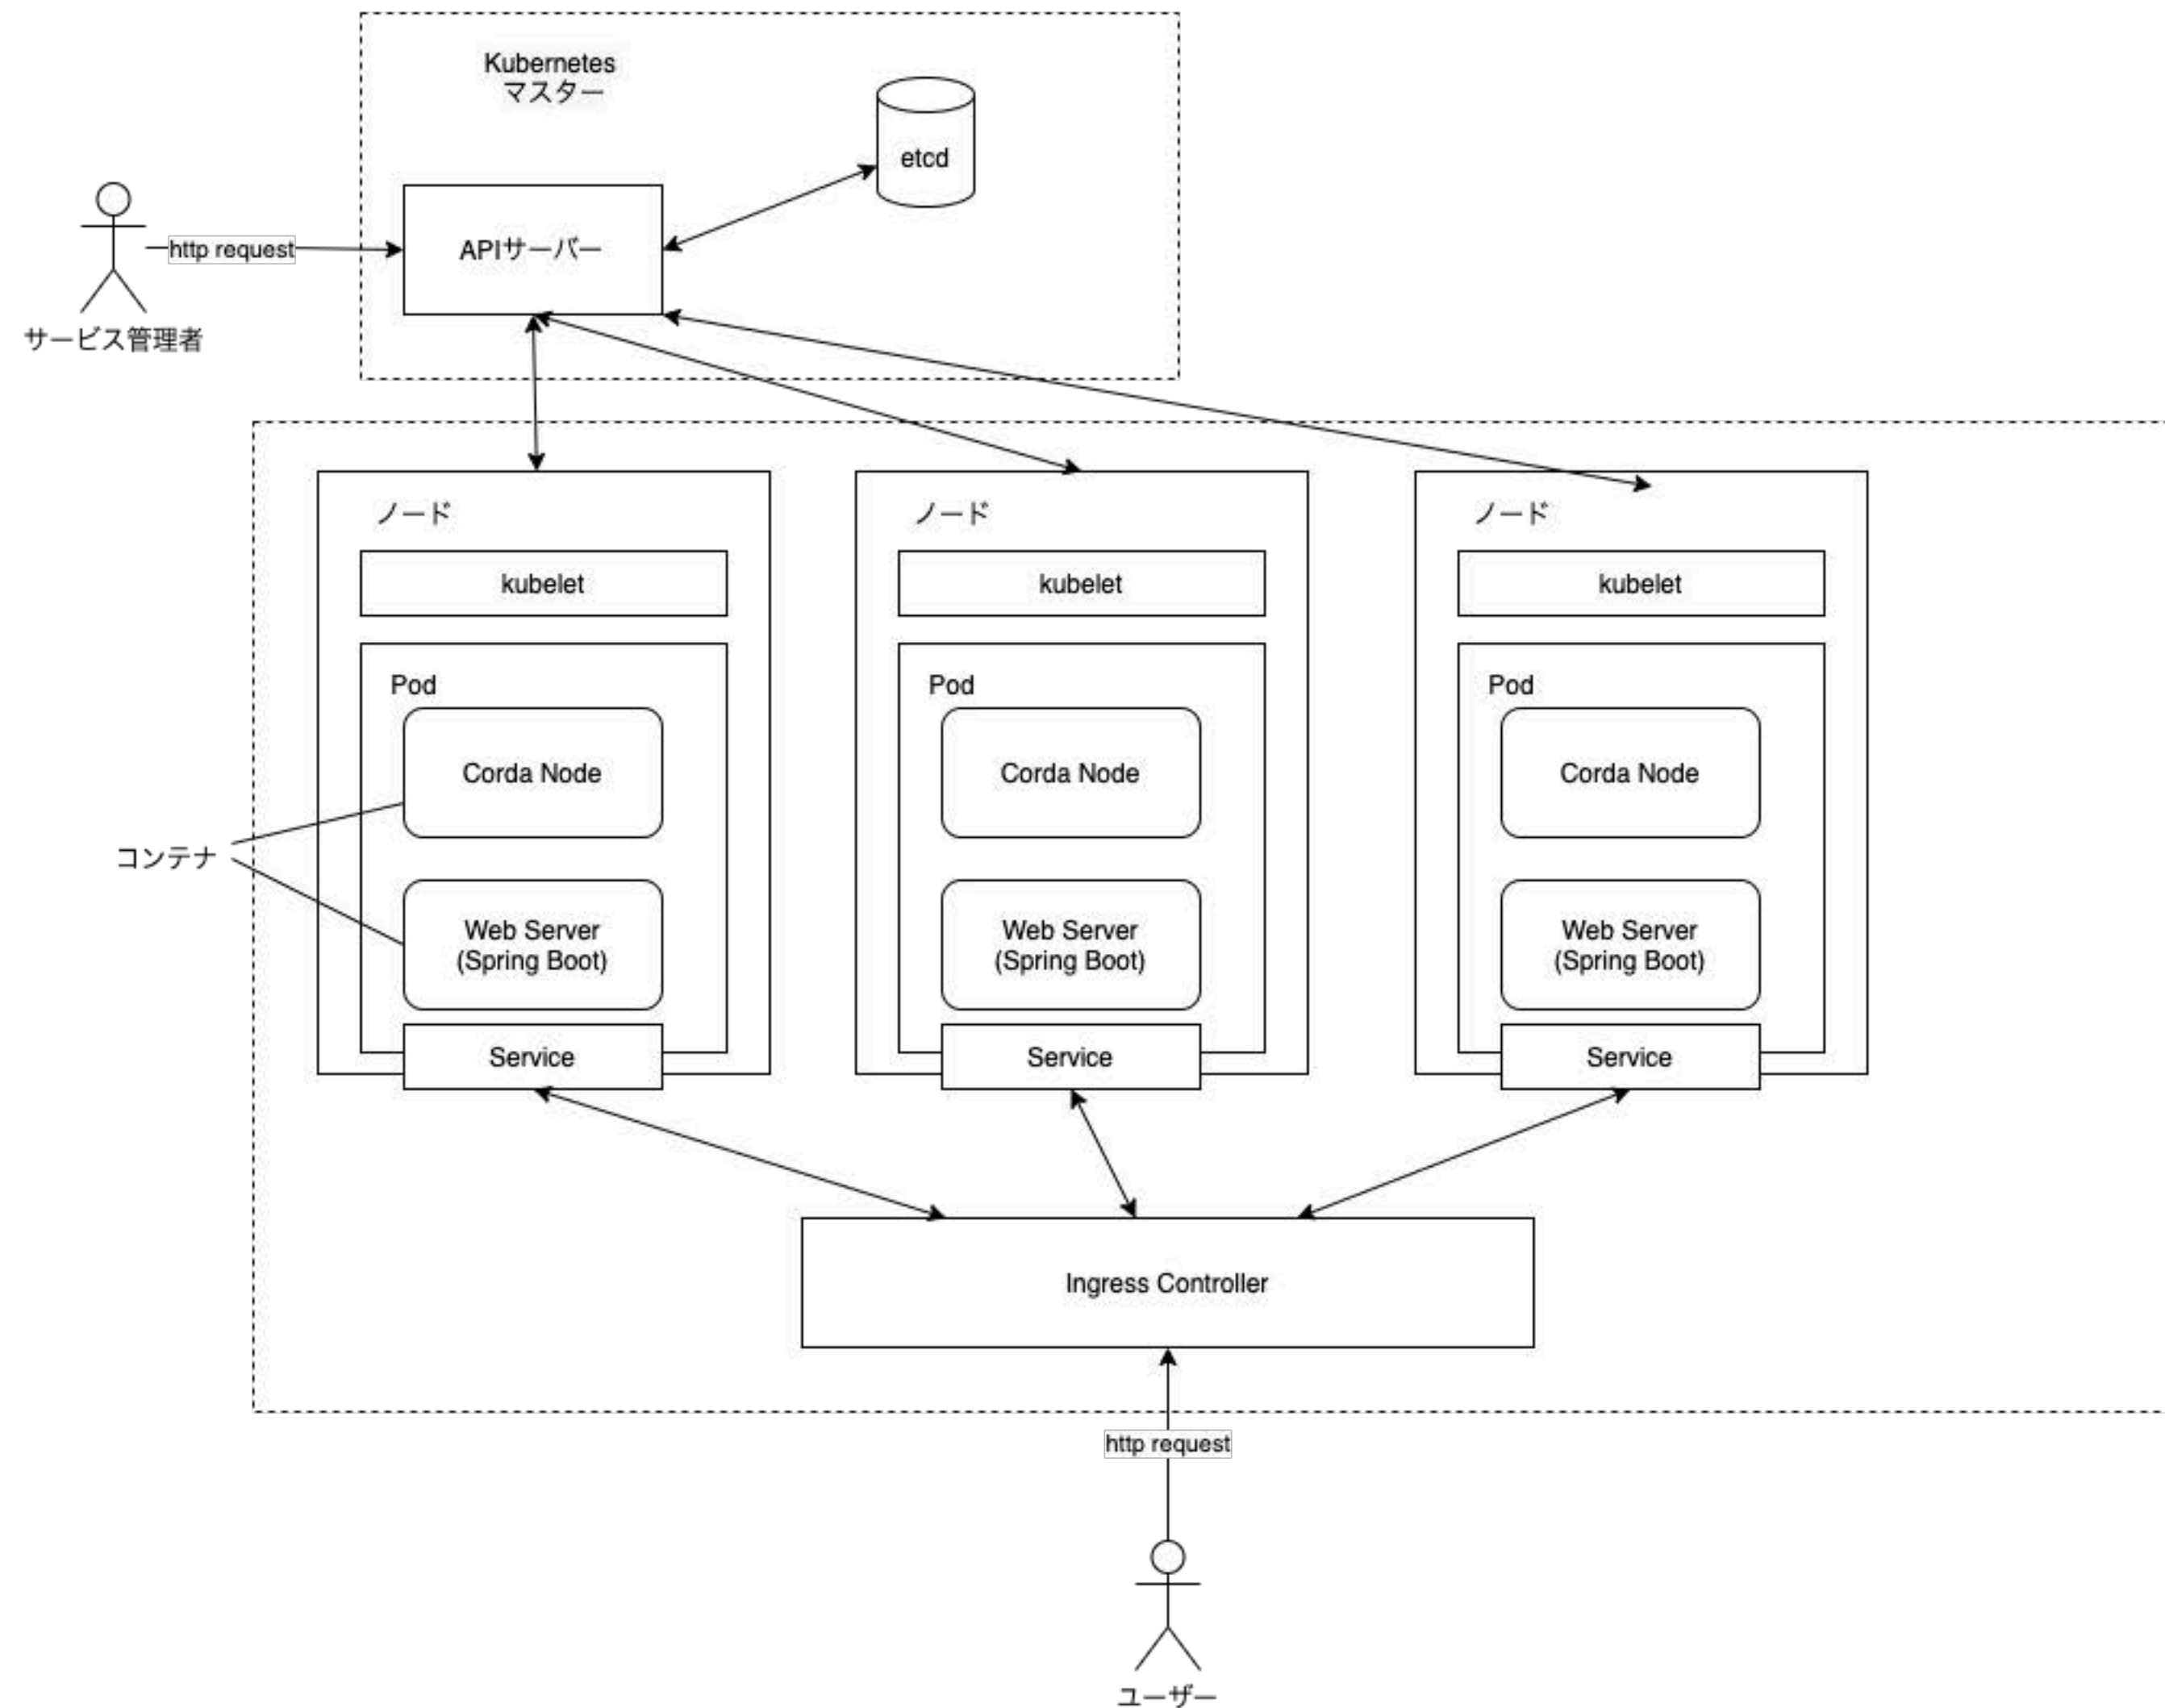 Kubernetes
マスター
etcd
APIサーバー
http request
サービス管理者
ノード
ノード
ノード
kubelet
kubelet
kubelet
Pod
Pod
Pod
Corda Node
Corda Node
Corda Node
コンテナ
Web Server
(Spring Boot)
Web Server
(Spring Boot)
Web Server
(Spring Boot)
Service
Service
Service
Ingress Controller
http request
ユーザー